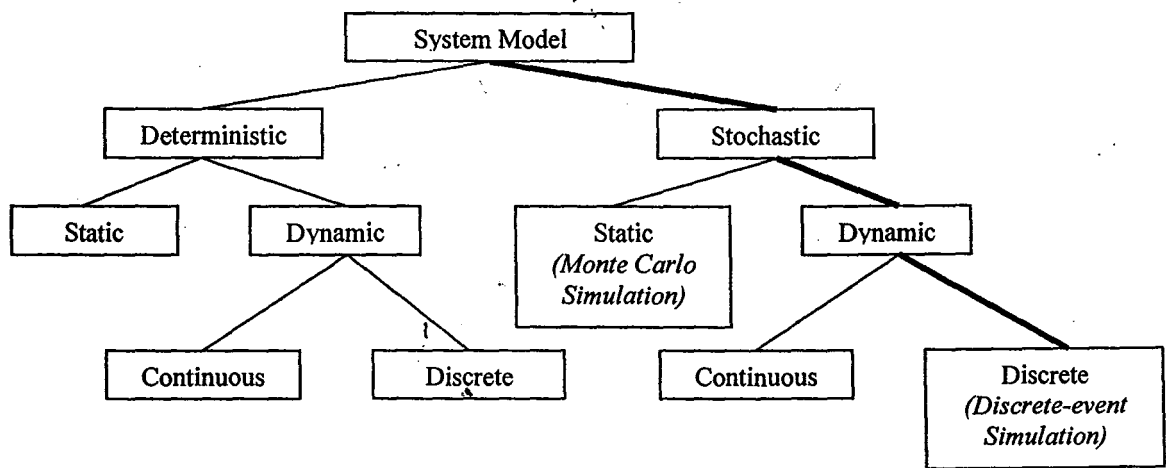 System Model
Deterministic
Stochastic
Static
Dynamic
Static
(Monte Carlo
Simulation)
Dynamic
Continuous
Discrete
Continuous
Discrete
(Discrete-event
Simulation)